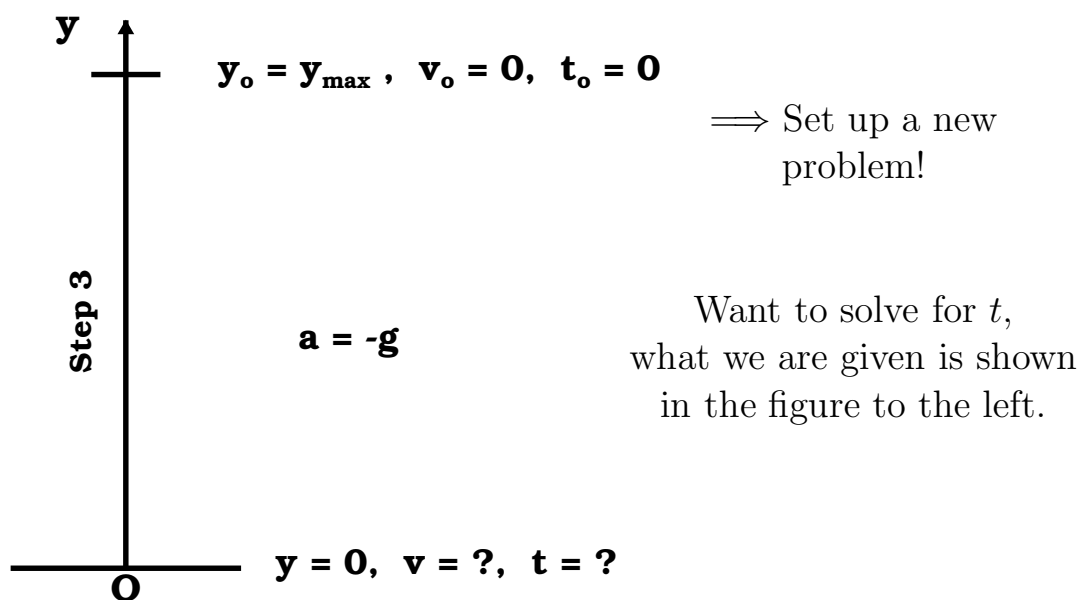 y
yₒ = yₘₐₓ , vₒ = 0, tₒ = 0
⟹ Set up a new
problem!
Step 3
a = -g
Want to solve for t,
what we are given is shown
in the figure to the left.
y = 0, v = ?, t = ?
O